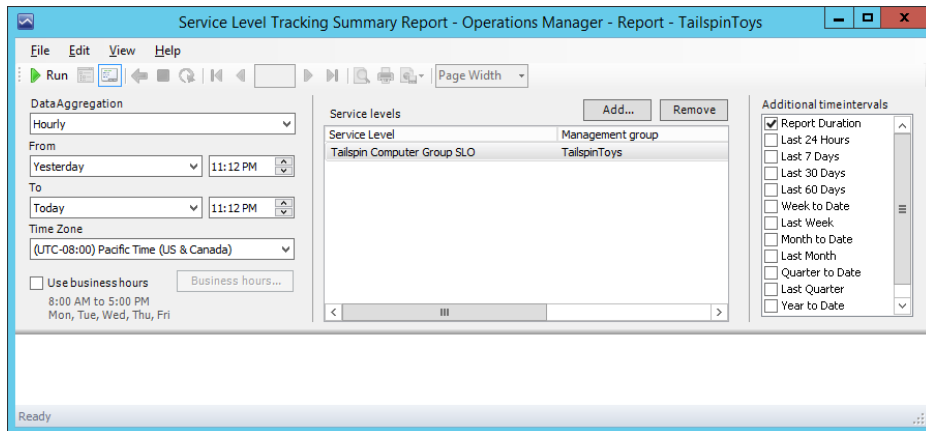 Service Level Tracking Summary Report - Operations Manager - Report - TailspinToys
File Edit View Help
Run Page Width
DataAggregation
Hourly
From
Yesterday 11:12 PM
To
Today 11:12 PM
Time Zone
(UTC-08:00) Pacific Time (US & Canada)
Use business hours Business hours...
8:00 AM to 5:00 PM
Mon, Tue, Wed, Thu, Fri
Service levels Add... Remove
Service Level Management group
Tailspin Computer Group SLO TailspinToys
Additional time intervals
Report Duration
Last 24 Hours
Last 7 Days
Last 30 Days
Last 60 Days
Week to Date
Last Week
Month to Date
Last Month
Quarter to Date
Last Quarter
Year to Date
Ready